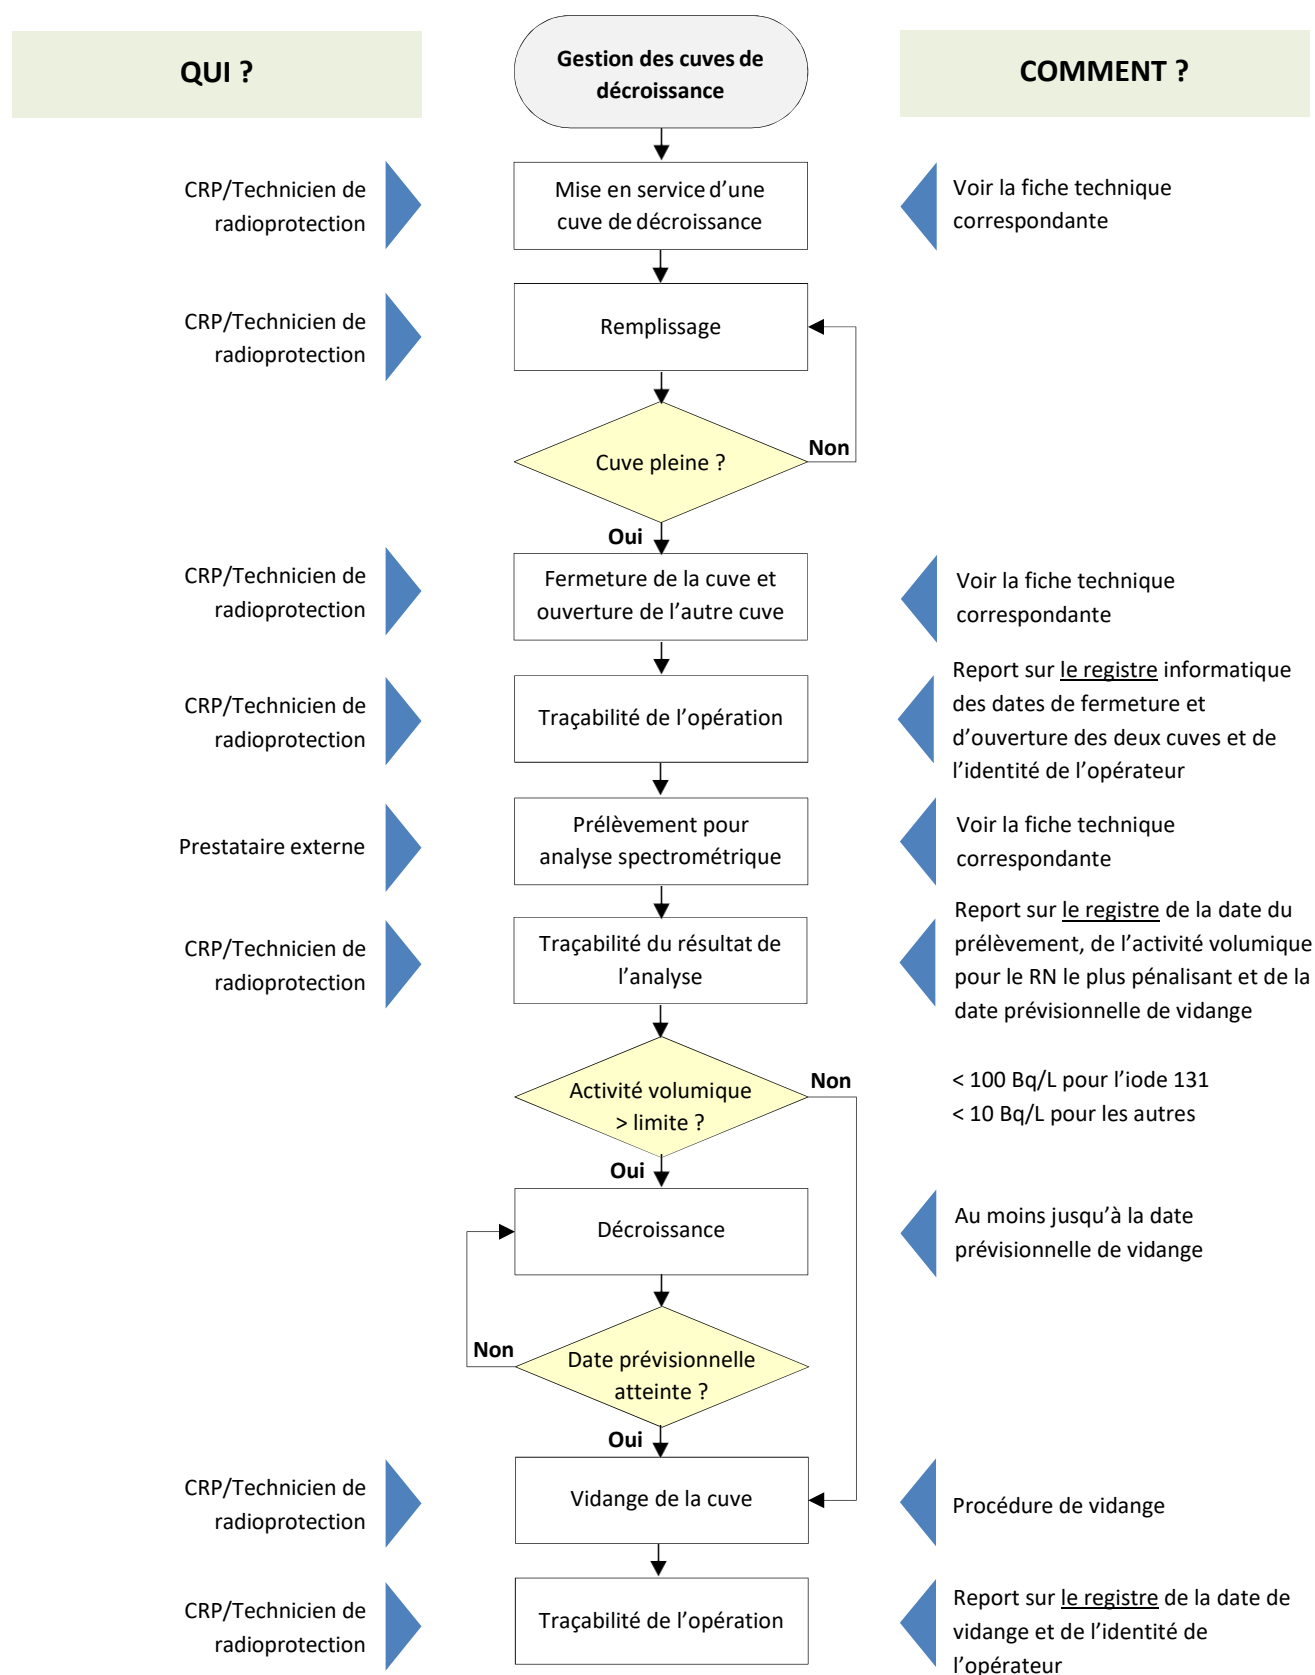 QUI ?
Gestion des cuves de
décroissance
COMMENT ?
CRP/Technicien de
radioprotection
Mise en service d’une
cuve de décroissance
Voir la fiche technique
correspondante
CRP/Technicien de
radioprotection
Remplissage
Cuve pleine ?
Non
Oui
CRP/Technicien de
radioprotection
Fermeture de la cuve et
ouverture de l’autre cuve
Voir la fiche technique
correspondante
CRP/Technicien de
radioprotection
Traçabilité de l’opération
Report sur le registre informatique
des dates de fermeture et
d’ouverture des deux cuves et de
l’identité de l’opérateur
Prestataire externe
Prélèvement pour
analyse spectrométrique
Voir la fiche technique
correspondante
CRP/Technicien de
radioprotection
Traçabilité du résultat de
l’analyse
Report sur le registre de la date du
prélèvement, de l’activité volumique
pour le RN le plus pénalisant et de la
date prévisionnelle de vidange
Activité volumique
> limite ?
Non
Oui
< 100 Bq/L pour l’iode 131
< 10 Bq/L pour les autres
Décroissance
Au moins jusqu’à la date
prévisionnelle de vidange
Non
Date prévisionnelle
atteinte ?
Oui
CRP/Technicien de
radioprotection
Vidange de la cuve
Procédure de vidange
CRP/Technicien de
radioprotection
Traçabilité de l’opération
Report sur le registre de la date de
vidange et de l’identité de
l’opérateur